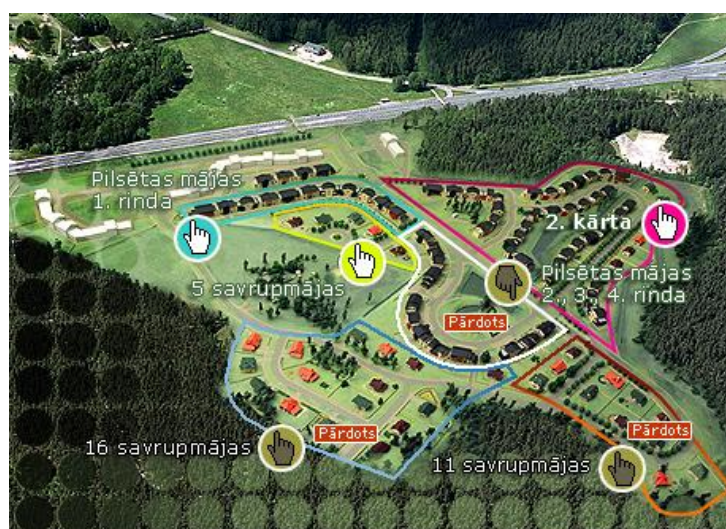 Pilsētas mājas
1. rinda
2. kārta
5 savrupmājas
Pilsētas mājas
2., 3., 4. rinda
Pārdots
16 savrupmājas
Pārdots
11 savrupmājas
Pārdots